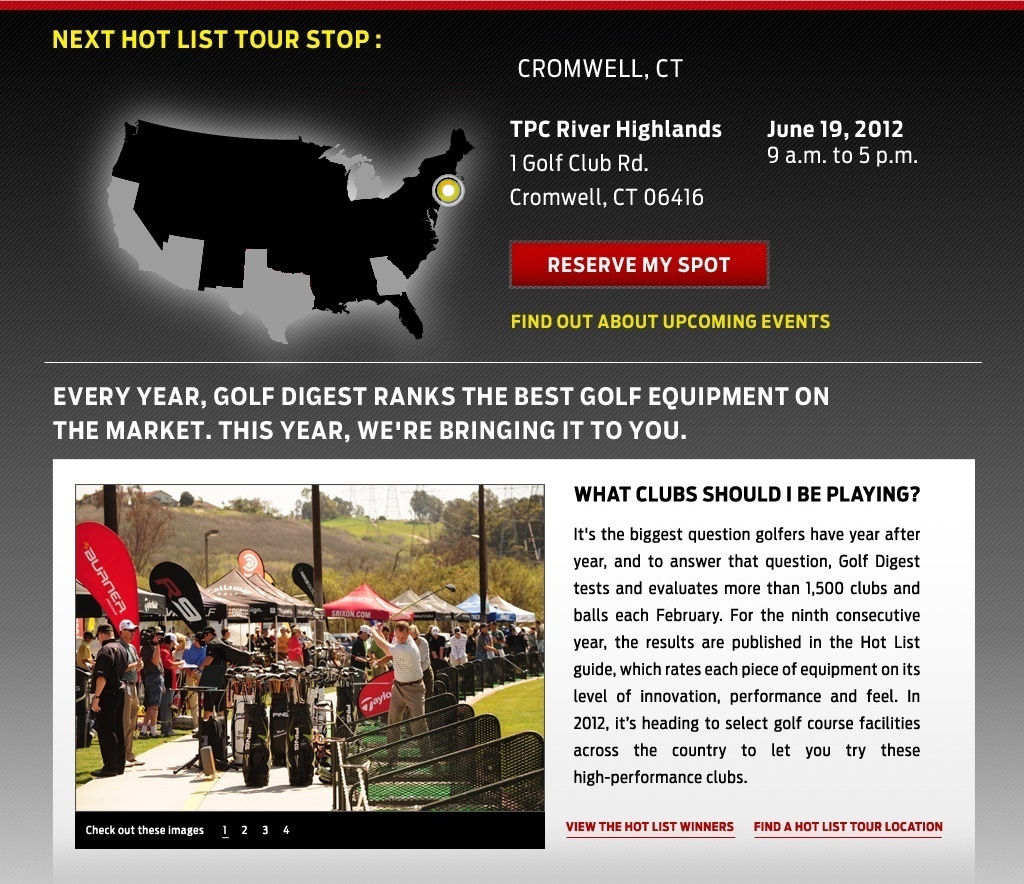 NEXT HOT LIST TOUR STOP :
CROMWELL, CT
TPC River Highlands
1 Golf Club Rd.
Cromwell, CT 06416
June 19, 2012
9 a.m. to 5 p.m.
RESERVE MY SPOT
FIND OUT ABOUT UPCOMING EVENTS
EVERY YEAR, GOLF DIGEST RANKS THE BEST GOLF EQUIPMENT ON
THE MARKET. THIS YEAR, WE'RE BRINGING IT TO YOU.
BURNER
R9
Callaway
SRIXON.COM
Taylor
PING
WHAT CLUBS SHOULD I BE PLAYING?
It's the biggest question golfers have year after
year, and to answer that question, Golf Digest
tests and evaluates more than 1,500 clubs and
balls each February. For the ninth consecutive
year, the results are published in the Hot List
guide, which rates each piece of equipment on its
level of innovation, performance and feel. In
2012, it's heading to select golf course facilities
across the country to let you try these
high-performance clubs.
Check out these images 1 2 3 4
VIEW THE HOT LIST WINNERS
FIND A HOT LIST TOUR LOCATION